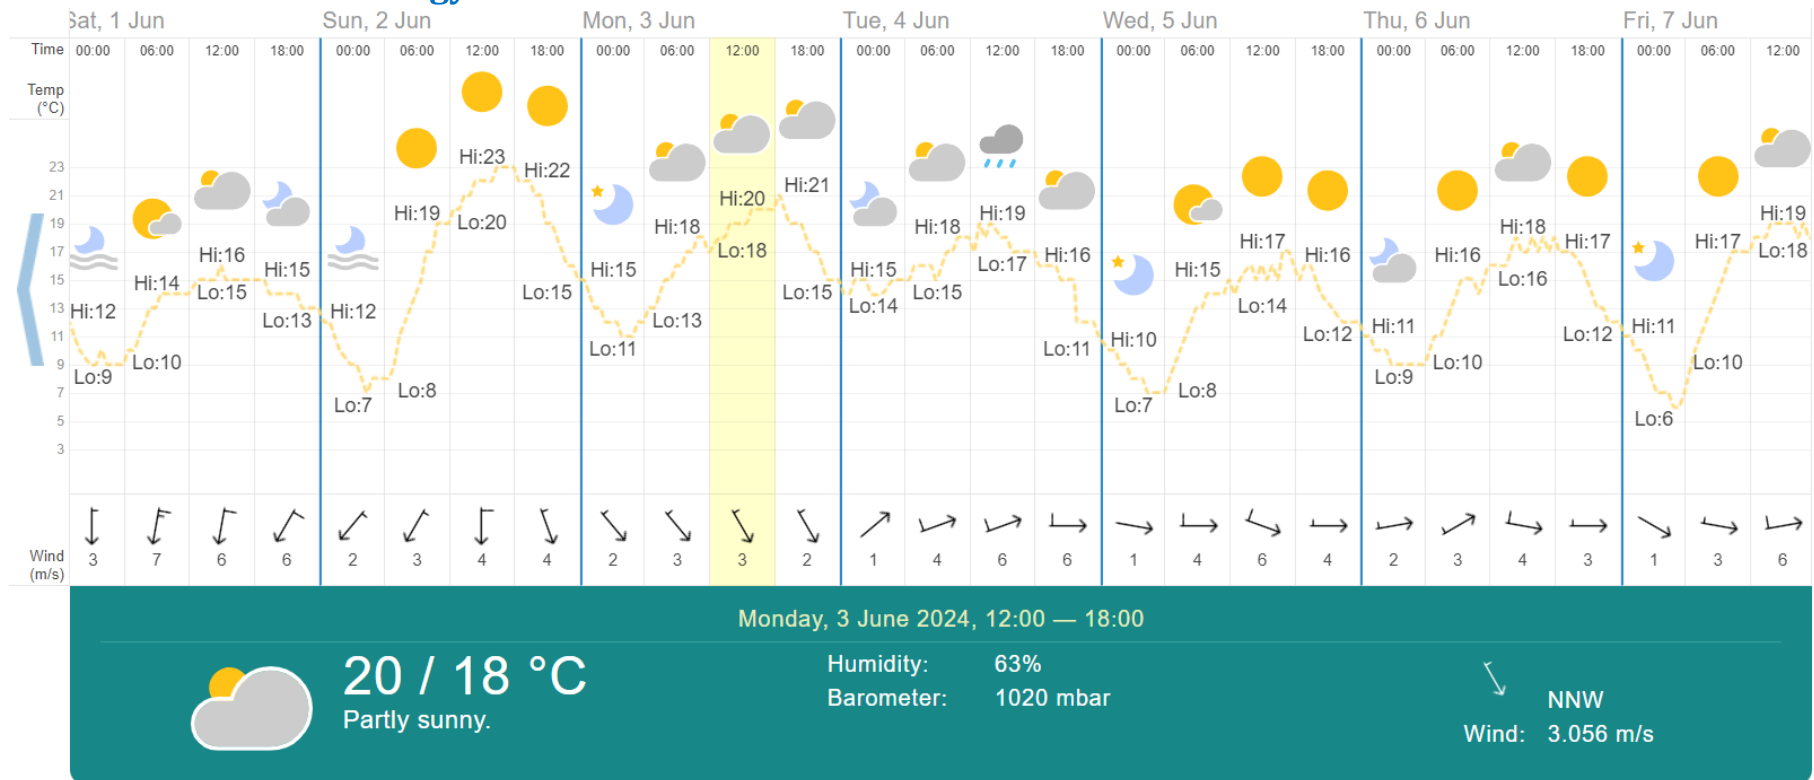 gy
Sat, 1 Jun Sun, 2 Jun Mon, 3 Jun Tue, 4 Jun Wed, 5 Jun Thu, 6 Jun Fri, 7 Jun
Time 00:00 06:00 12:00 18:00 00:00 06:00 12:00 18:00 00:00 06:00 12:00 18:00 00:00 06:00 12:00 18:00 00:00 06:00 12:00 18:00 00:00 06:00 12:00 18:00 00:00 06:00 12:00
Temp
(°C)
23
21
19
17
15
13
11
9
7
5
3
Hi:12 Hi:14 Hi:16 Hi:15 Hi:12 Hi:19 Hi:23 Hi:22 Hi:15 Hi:18 Hi:20 Hi:21 Hi:15 Hi:18 Hi:19 Hi:16 Hi:10 Hi:15 Hi:17 Hi:16 Hi:11 Hi:16 Hi:18 Hi:17 Hi:11 Hi:17 Hi:19
Lo:9 Lo:10 Lo:15 Lo:13 Lo:7 Lo:8 Lo:20 Lo:15 Lo:11 Lo:13 Lo:18 Lo:15 Lo:14 Lo:15 Lo:17 Lo:11 Lo:7 Lo:8 Lo:14 Lo:12 Lo:9 Lo:10 Lo:16 Lo:12 Lo:6 Lo:10 Lo:18
Wind
(m/s)
3 7 6 6 2 3 4 4 2 3 3 2 1 4 6 6 1 4 6 4 2 3 4 3 1 3 6
Monday, 3 June 2024, 12:00 — 18:00
20 / 18 °C
Partly sunny.
Humidity: 63%
Barometer: 1020 mbar
NNW
Wind: 3.056 m/s